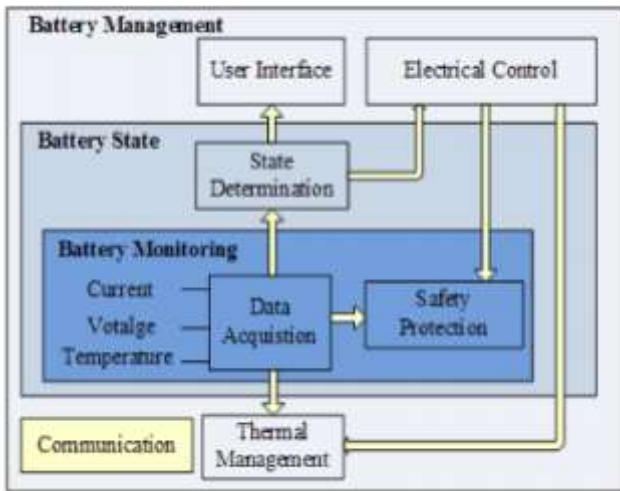 Battery Management
User Interface
Electrical Control
Battery State
State
Determination
Battery Monitoring
Current
Votalge
Temperature
Data
Acquistion
Safety
Protection
Communication
Thermal
Management